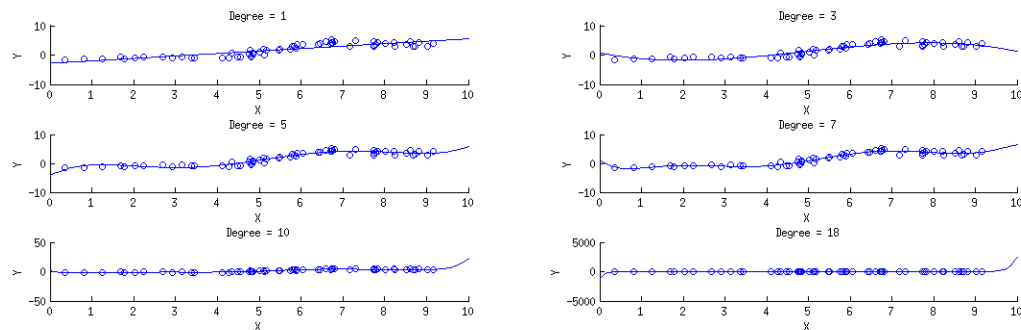 Degree = 1
10
0
-10
Y
0 1 2 3 4 5 6 7 8 9 10
X
Degree = 3
10
0
-10
Y
0 1 2 3 4 5 6 7 8 9 10
X
Degree = 5
10
0
-10
Y
0 1 2 3 4 5 6 7 8 9 10
X
Degree = 7
10
0
-10
Y
0 1 2 3 4 5 6 7 8 9 10
X
Degree = 10
50
0
-50
Y
0 1 2 3 4 5 6 7 8 9 10
X
Degree = 18
5000
0
-5000
Y
0 1 2 3 4 5 6 7 8 9 10
X